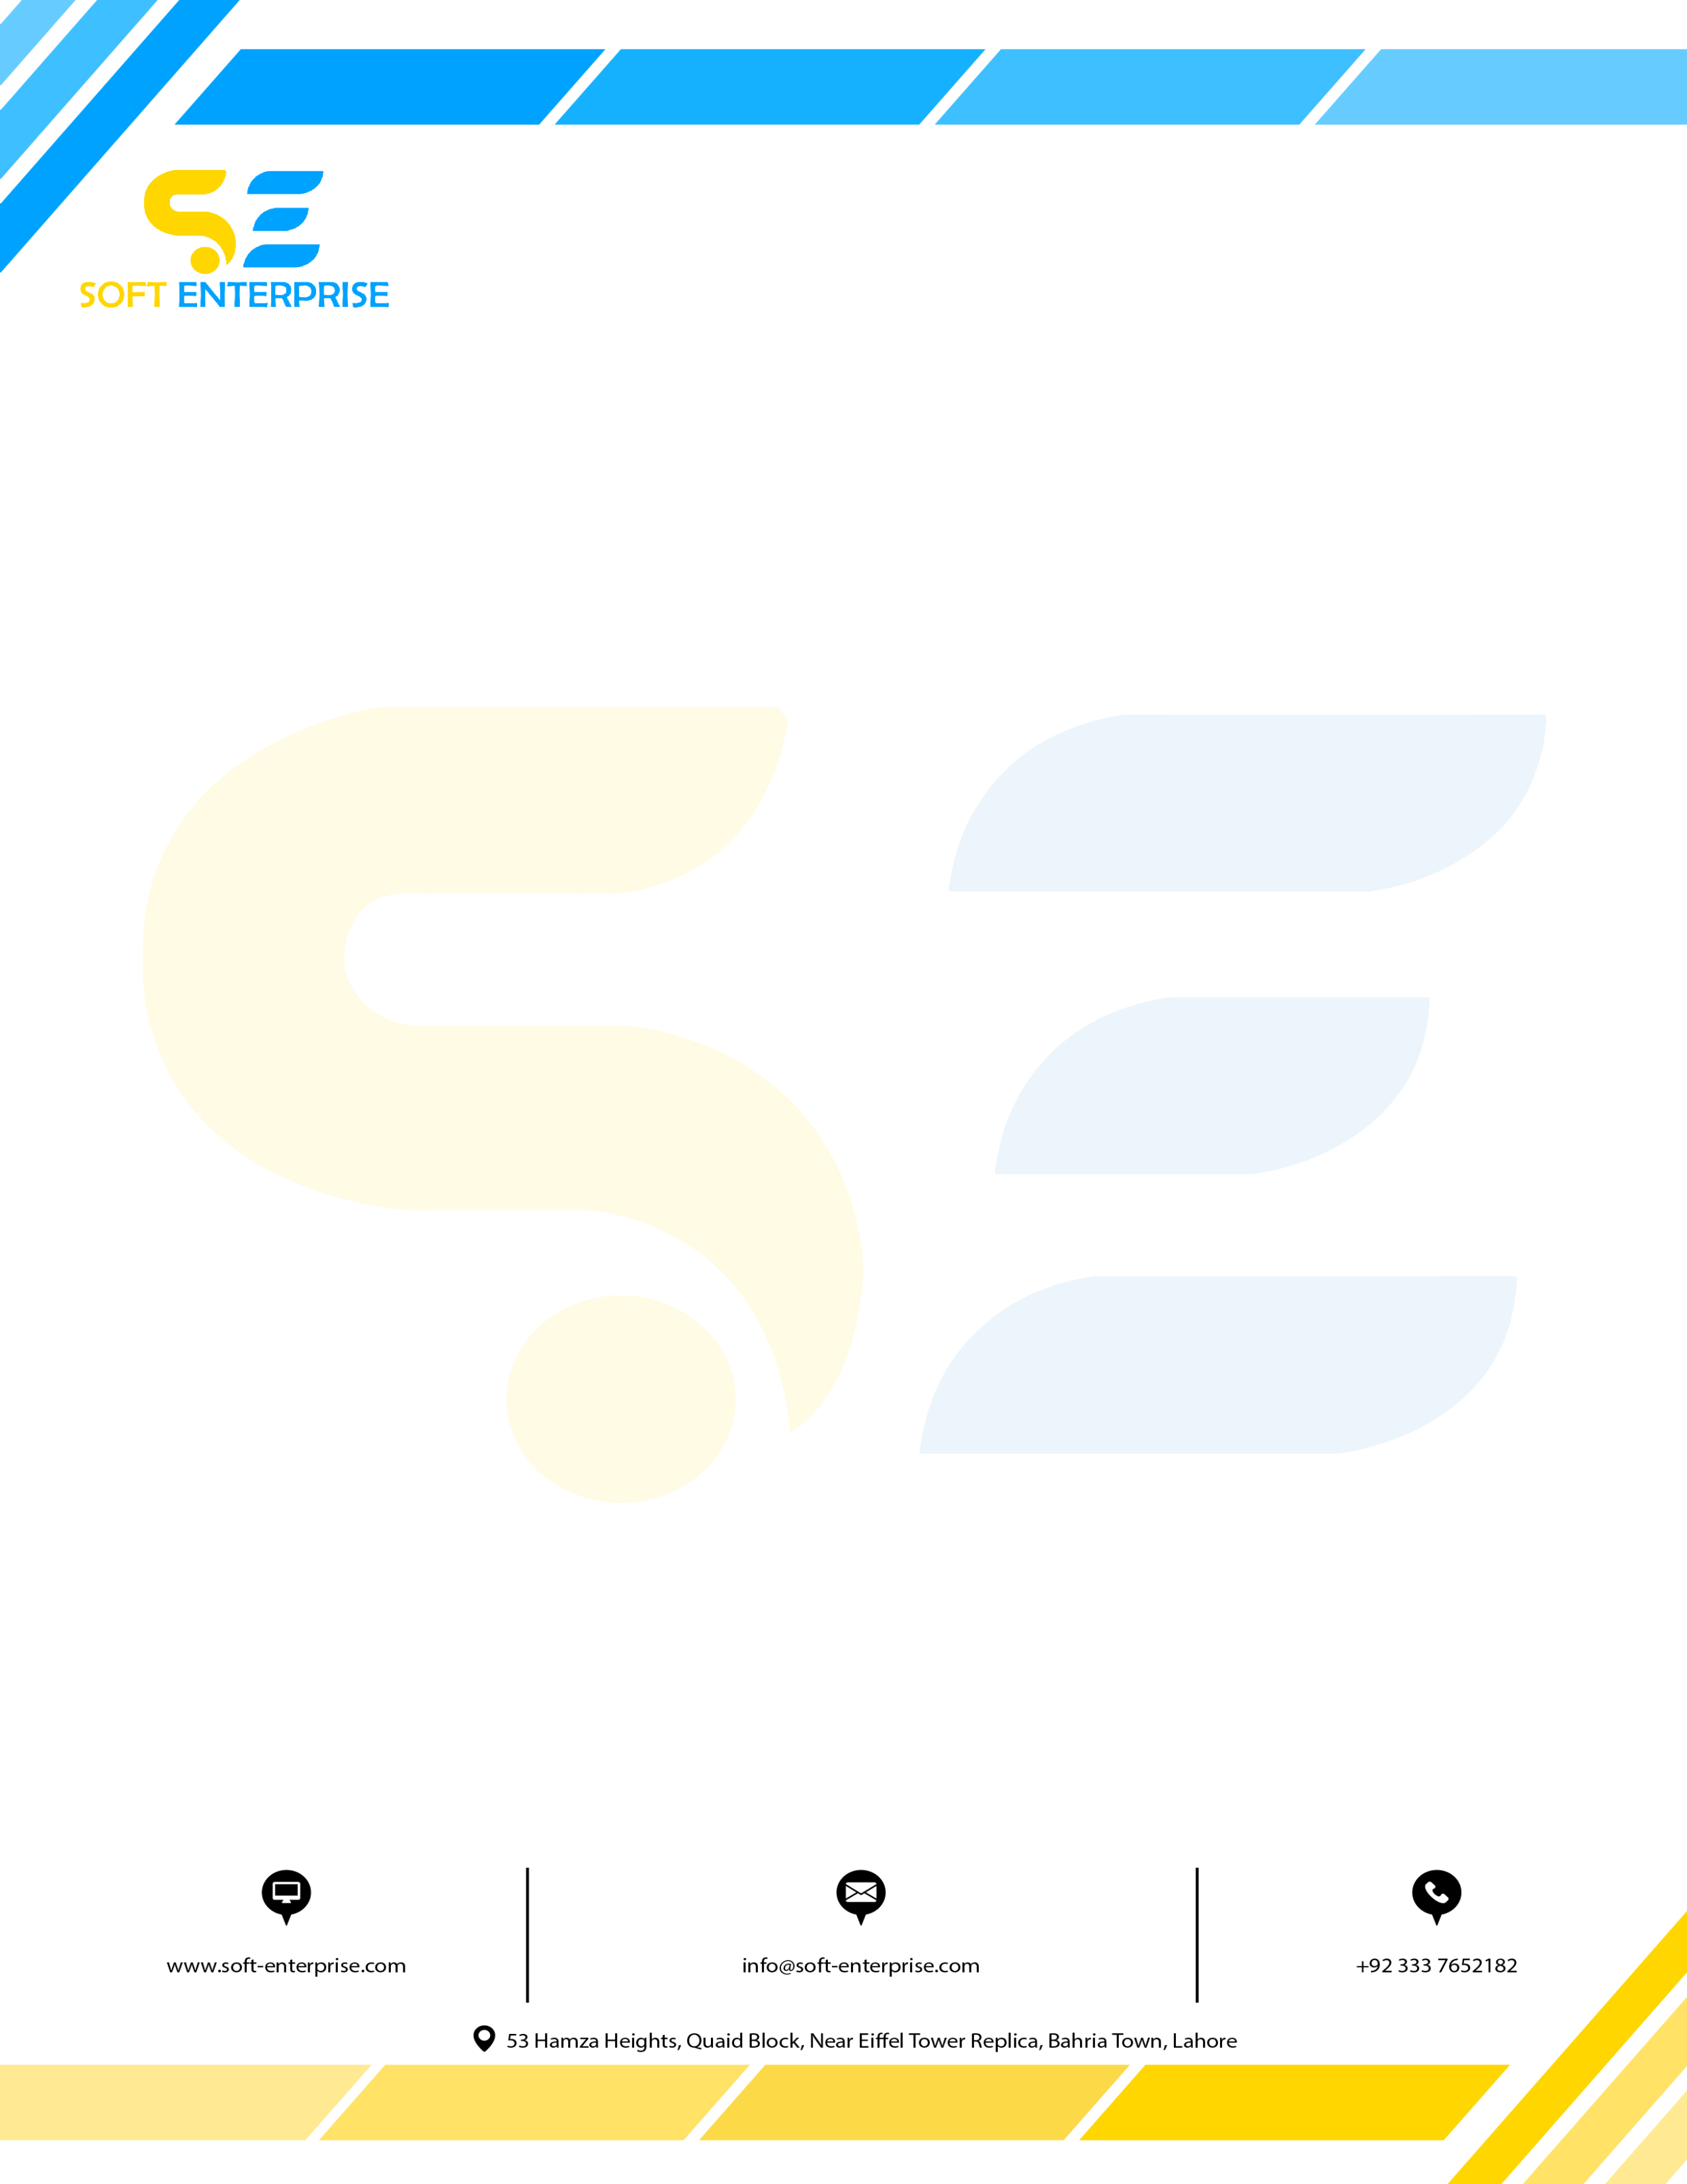 SOFT ENTERPRISE
www.soft-enterprise.com
info@soft-enterprise.com
+92 333 7652182
53 Hamza Heights, Quaid Block, Near Eiffel Tower Replica, Bahria Town, Lahore